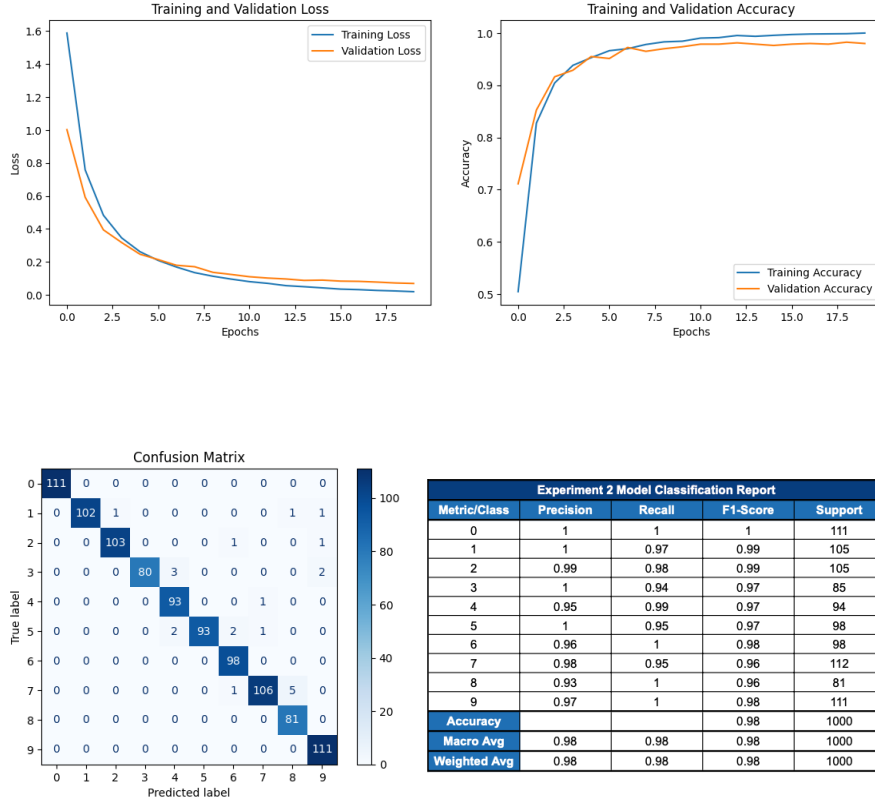 Training and Validation Loss
1.6
1.4
1.2
1.0
0.8
0.6
0.4
0.2
0.0
Loss
Training Loss
Validation Loss
0.0 2.5 5.0 7.5 10.0 12.5 15.0 17.5
Epochs
Training and Validation Accuracy
1.0
0.9
0.8
0.7
0.6
0.5
Accuracy
Training Accuracy
Validation Accuracy
0.0 2.5 5.0 7.5 10.0 12.5 15.0 17.5
Epochs
Confusion Matrix
True label
0 111 0 0 0 0 0 0 0 0 0
1 0 102 1 0 0 0 0 0 1 1
2 0 0 103 0 0 0 1 0 0 1
3 0 0 0 80 3 0 0 0 0 2
4 0 0 0 0 93 0 0 1 0 0
5 0 0 0 0 2 93 2 1 0 0
6 0 0 0 0 0 0 98 0 0 0
7 0 0 0 0 0 0 1 106 5 0
8 0 0 0 0 0 0 0 0 81 0
9 0 0 0 0 0 0 0 0 0 111
0 1 2 3 4 5 6 7 8 9
Predicted label
100
80
60
40
20
0
Experiment 2 Model Classification Report
Metric/Class Precision Recall F1-Score Support
0 1 1 1 111
1 1 0.97 0.99 105
2 0.99 0.98 0.99 105
3 1 0.94 0.97 85
4 0.95 0.99 0.97 94
5 1 0.95 0.97 98
6 0.96 1 0.98 98
7 0.98 0.95 0.96 112
8 0.93 1 0.96 81
9 0.97 1 0.98 111
Accuracy 0.98 1000
Macro Avg 0.98 0.98 0.98 1000
Weighted Avg 0.98 0.98 0.98 1000